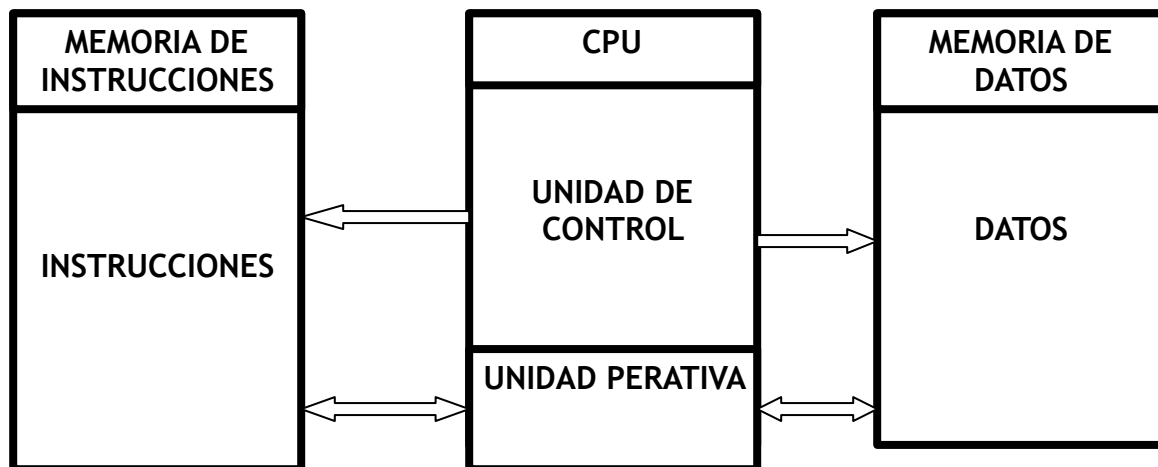 MEMORIA DE
INSTRUCCIONES
INSTRUCCIONES
CPU
UNIDAD DE
CONTROL
UNIDAD PERATIVA
MEMORIA DE
DATOS
DATOS